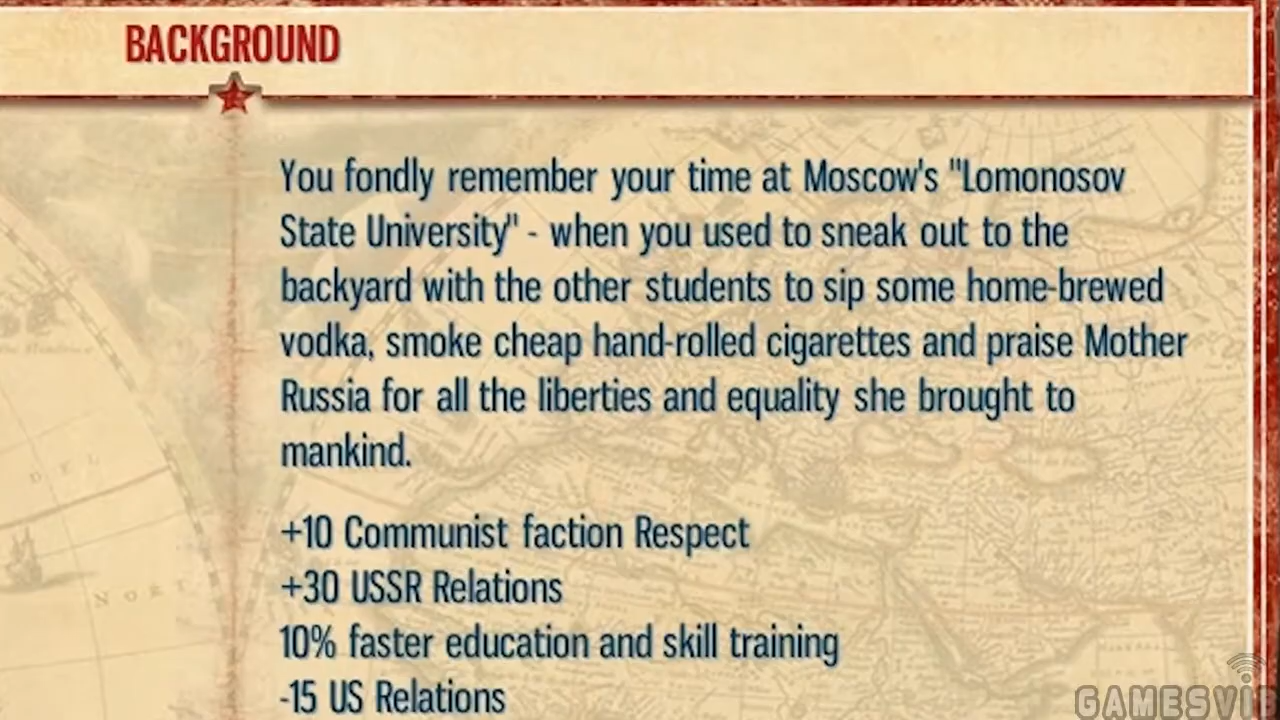 BACKGROUND
You fondly remember your time at Moscow's "Lomonosov
State University" - when you used to sneak out to the
backyard with the other students to sip some home-brewed
vodka, smoke cheap hand-rolled cigarettes and praise Mother
Russia for all the liberties and equality she brought to
mankind.
+10 Communist faction Respect
+30 USSR Relations
10% faster education and skill training
-15 US Relations
DEL
NORT